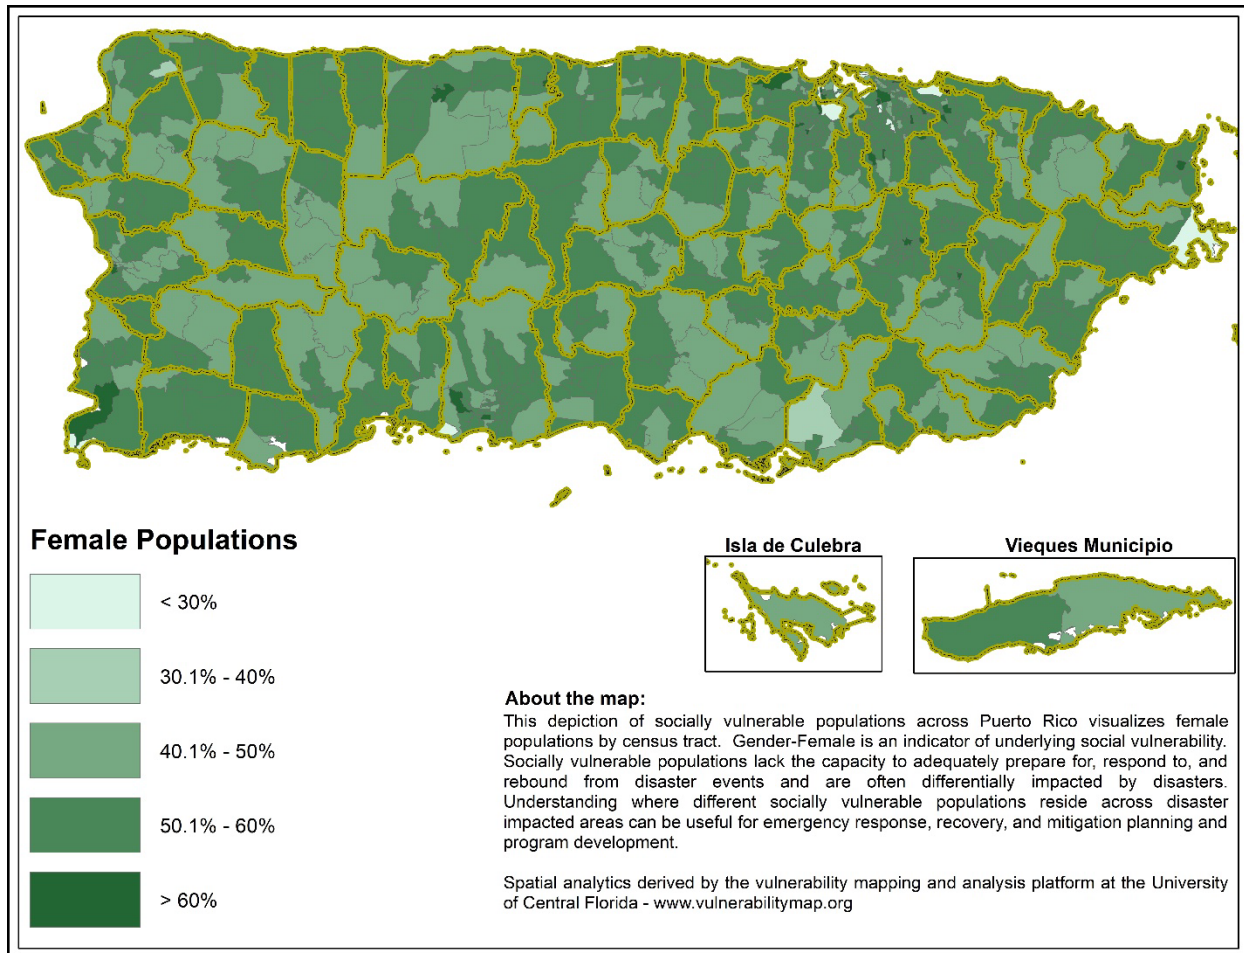 Female Populations
< 30%
30.1% - 40%
40.1% - 50%
50.1% - 60%
> 60%
Isla de Culebra
Vieques Municipio
About the map:
This depiction of socially vulnerable populations across Puerto Rico visualizes female
populations by census tract.  Gender-Female is an indicator of underlying social vulnerability.
Socially vulnerable populations lack the capacity to adequately prepare for, respond to, and
rebound from disaster events and are often differentially impacted by disasters.
Understanding where different socially vulnerable populations reside across disaster
impacted areas can be useful for emergency response, recovery, and mitigation planning and
program development.
Spatial analytics derived by the vulnerability mapping and analysis platform at the University
of Central Florida - www.vulnerabilitymap.org